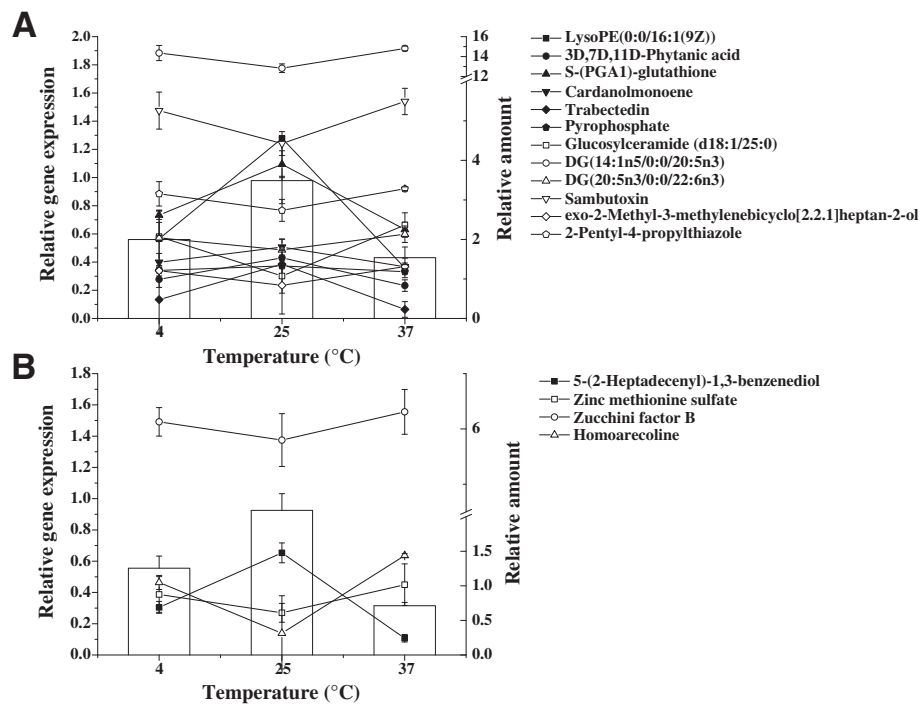 A
Relative gene expression
2.0
1.8
1.6
1.4
1.2
1.0
0.8
0.6
0.4
0.2
0.0
16
14
12
4
2
0
Relative amount
4
25
37
Temperature (°C)
LysoPE(0:0/16:1(9Z))
3D,7D,11D-Phytanic acid
S-(PGA1)-glutathione
Cardanolmonoene
Trabectedin
Pyrophosphate
Glucosylceramide (d18:1/25:0)
DG(14:1n5/0:0/20:5n3)
DG(20:5n3/0:0/22:6n3)
Sambutoxin
exo-2-Methyl-3-methylenebicyclo[2.2.1]heptan-2-ol
2-Pentyl-4-propylthiazole
B
Relative gene expression
1.8
1.6
1.4
1.2
1.0
0.8
0.6
0.4
0.2
0.0
6
1.5
1.0
0.5
0.0
Relative amount
4
25
37
Temperature (°C)
5-(2-Heptadecenyl)-1,3-benzenediol
Zinc methionine sulfate
Zucchini factor B
Homoarecoline